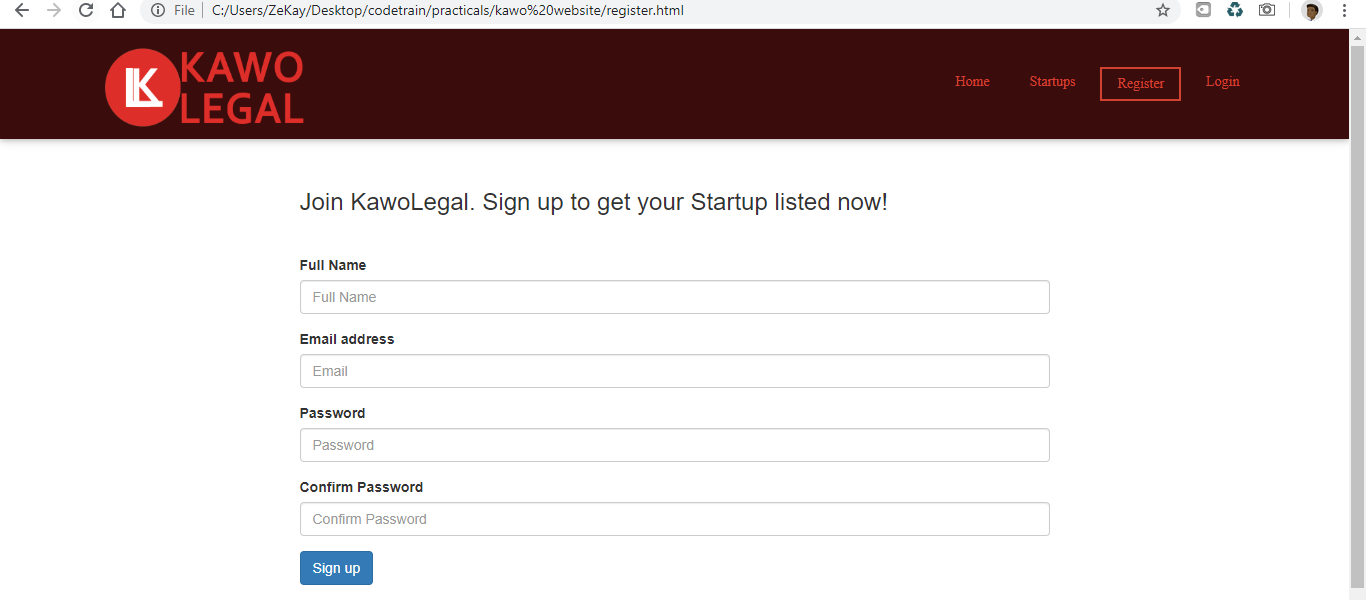 File C:/Users/ZeKay/Desktop/codetrain/practicals/kawo%20website/register.html
KAWO
LEGAL
Home Startups Register Login
Join KawoLegal. Sign up to get your Startup listed now!
Full Name
Full Name
Email address
Email
Password
Password
Confirm Password
Confirm Password
Sign up